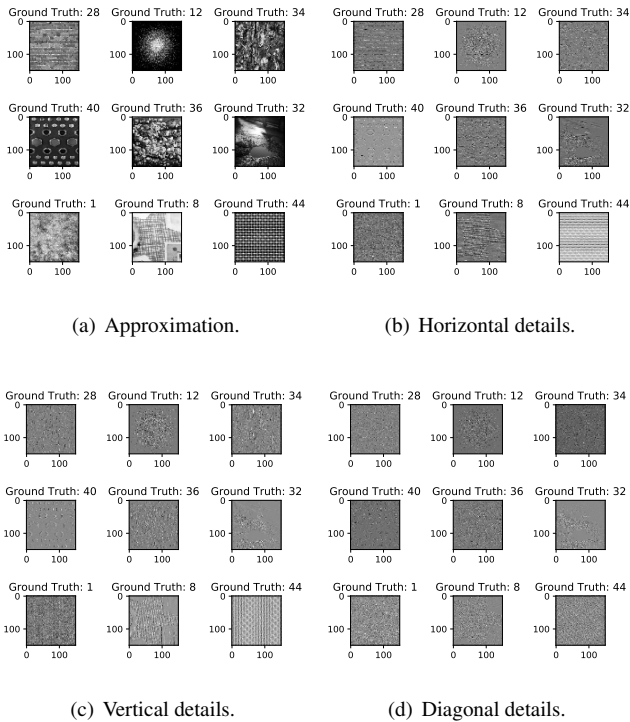 Ground Truth: 28 Ground Truth: 12 Ground Truth: 34
0
100
0 100 0 100 0 100
Ground Truth: 40 Ground Truth: 36 Ground Truth: 32
0
100
0 100 0 100 0 100
Ground Truth: 1 Ground Truth: 8 Ground Truth: 44
0
100
0 100 0 100 0 100
(a) Approximation.
Ground Truth: 28 Ground Truth: 12 Ground Truth: 34
0
100
0 100 0 100 0 100
Ground Truth: 40 Ground Truth: 36 Ground Truth: 32
0
100
0 100 0 100 0 100
Ground Truth: 1 Ground Truth: 8 Ground Truth: 44
0
100
0 100 0 100 0 100
(b) Horizontal details.
Ground Truth: 28 Ground Truth: 12 Ground Truth: 34
0
100
0 100 0 100 0 100
Ground Truth: 40 Ground Truth: 36 Ground Truth: 32
0
100
0 100 0 100 0 100
Ground Truth: 1 Ground Truth: 8 Ground Truth: 44
0
100
0 100 0 100 0 100
(c) Vertical details.
Ground Truth: 28 Ground Truth: 12 Ground Truth: 34
0
100
0 100 0 100 0 100
Ground Truth: 40 Ground Truth: 36 Ground Truth: 32
0
100
0 100 0 100 0 100
Ground Truth: 1 Ground Truth: 8 Ground Truth: 44
0
100
0 100 0 100 0 100
(d) Diagonal details.